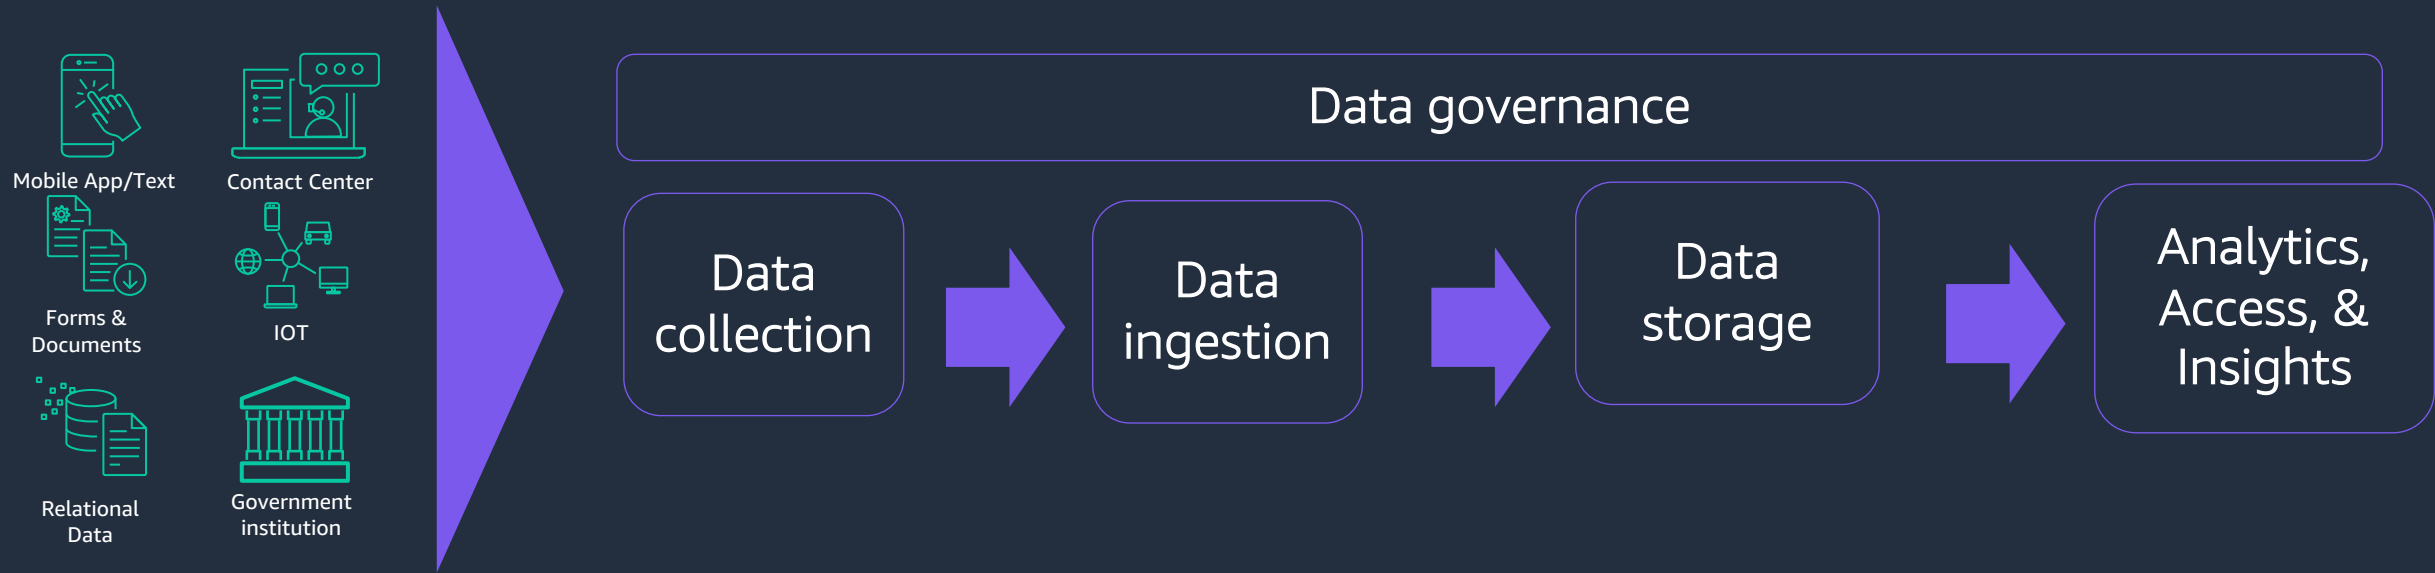 Mobile App/Text
Contact Center
Forms &
Documents
IOT
Relational
Data
Government
institution
Data governance
Data
collection
Data
ingestion
Data
storage
Analytics,
Access, &
Insights